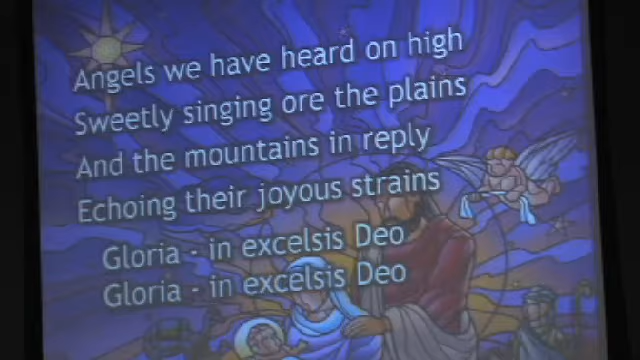 Angels we have heard on high
Sweetly singing ore the plains
And the mountains in reply
Echoing their joyous strains
Gloria - in excelsis Deo
Gloria - in excelsis Deo